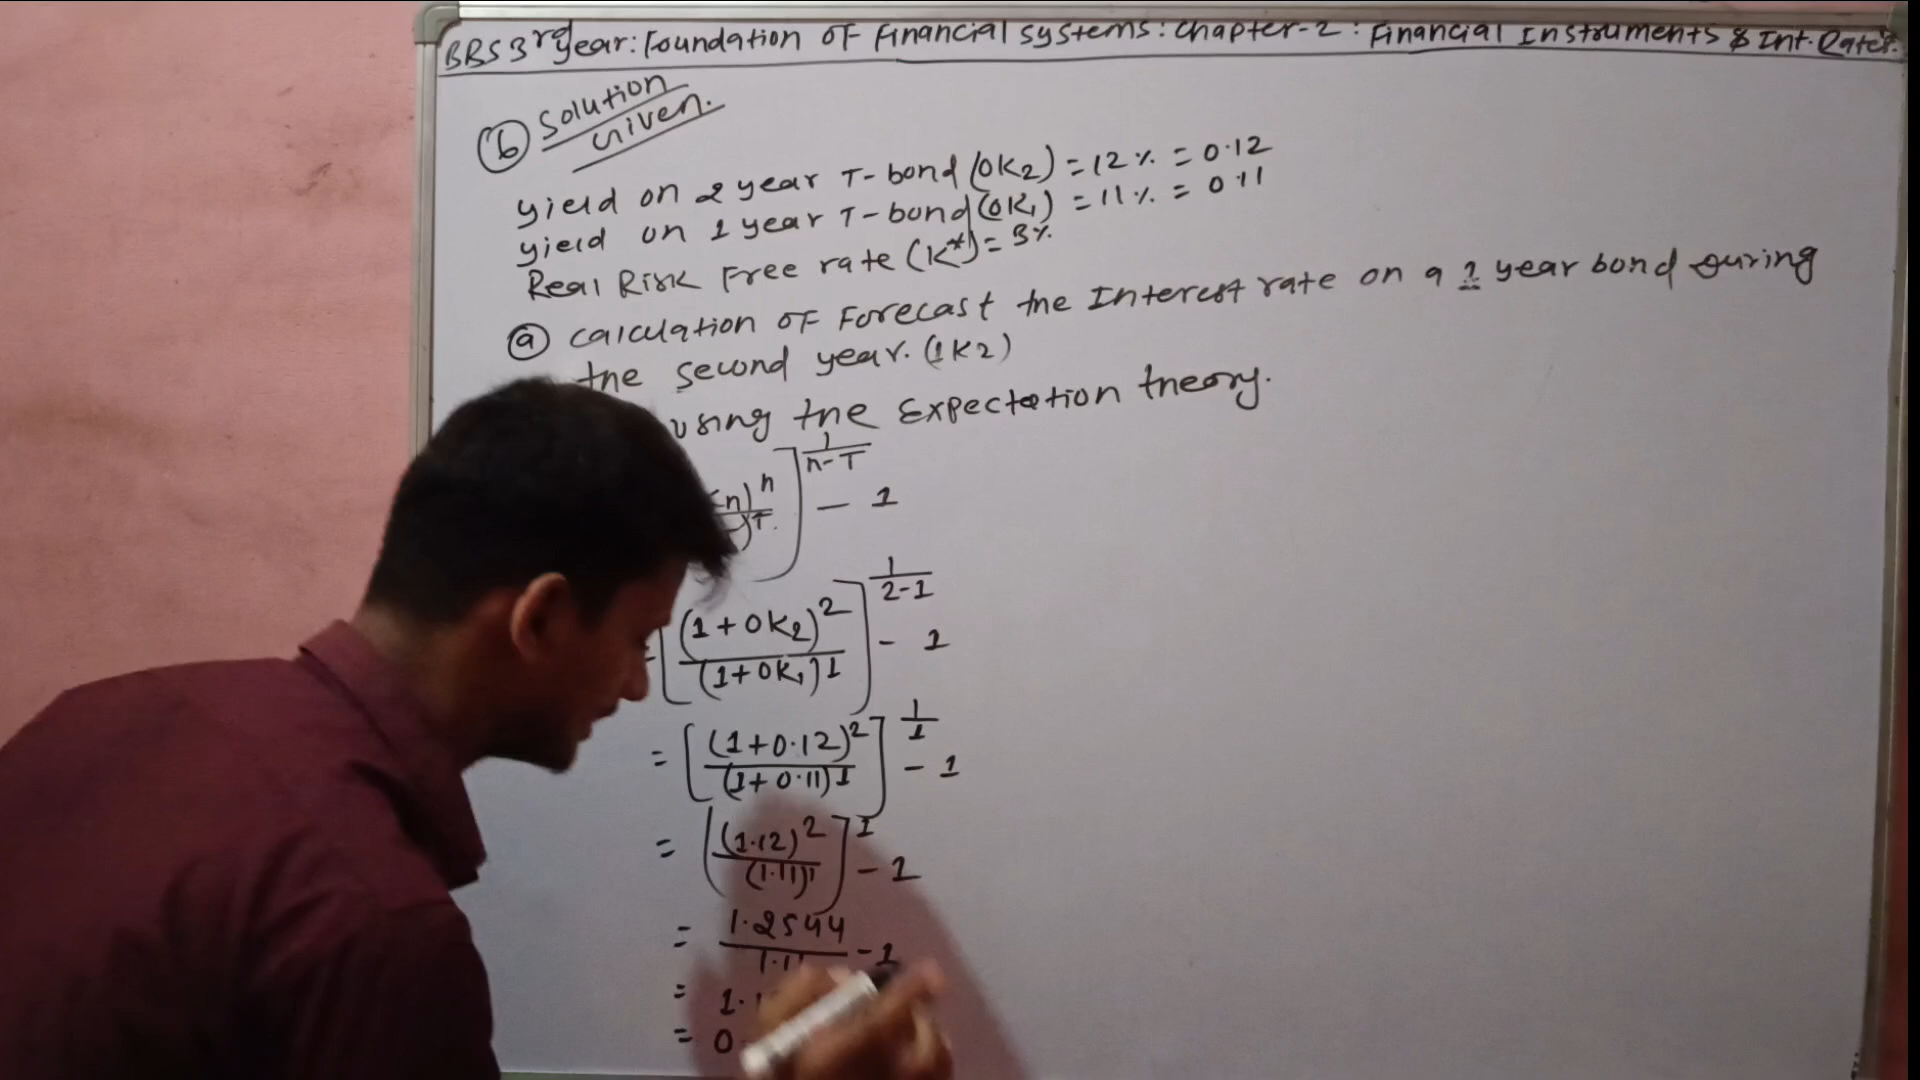 BBS 3rd year: Foundation of Financial systems: Chapter-2: Financial Instruments & Int. Rates.
(b) Solution
Given.
yield on 2 year T-bond (0K2) = 12% = 0.12
yield on 1 year T-bond (0K1) = 11% = 0.11
Real Risk Free rate (K*) = 3%
(a) Calculation of Forecast the Interest rate on a 1 year bond during
the second year. (1K2)
using the Expectation theory.
n)^n / )^T ]^1/n-T - 1
[(1+0K2)^2 / (1+0K1)1]^1/2-1 - 1
= [(1+0.12)^2 / (1+0.11)1]^1/1 - 1
= [(1.12)^2 / (1.11)1]^1 - 1
= 1.2544 / 1.11 - 1
= 1.1
= 0.